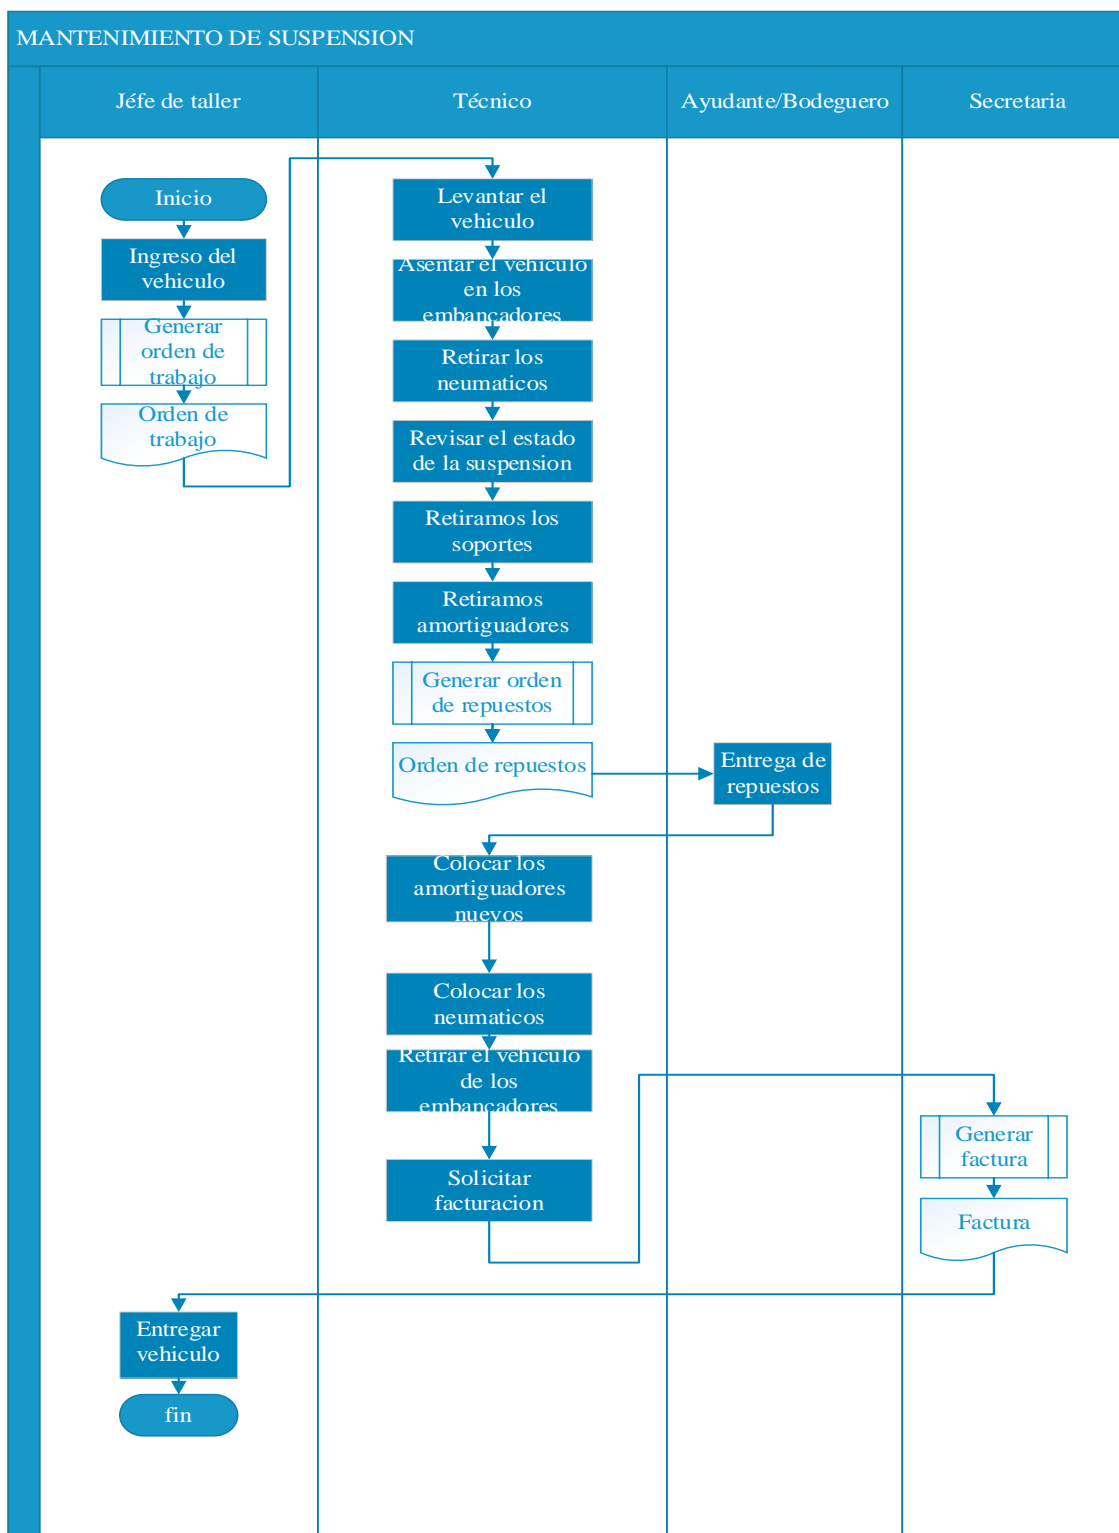 MANTENIMIENTO DE SUSPENSION
Jéfe de taller
Técnico
Ayudante/Bodeguero
Secretaria
Inicio
Ingreso del
vehiculo
Generar
orden de
trabajo
Orden de
trabajo
Levantar el
vehiculo
Asentar el vehiculo
en los
embancadores
Retirar los
neumaticos
Revisar el estado
de la suspension
Retiramos los
soportes
Retiramos
amortiguadores
Generar orden
de repuestos
Orden de repuestos
Entrega de
repuestos
Colocar los
amortiguadores
nuevos
Colocar los
neumaticos
Retirar el vehiculo
de los
embancadores
Solicitar
facturacion
Generar
factura
Factura
Entregar
vehiculo
fin